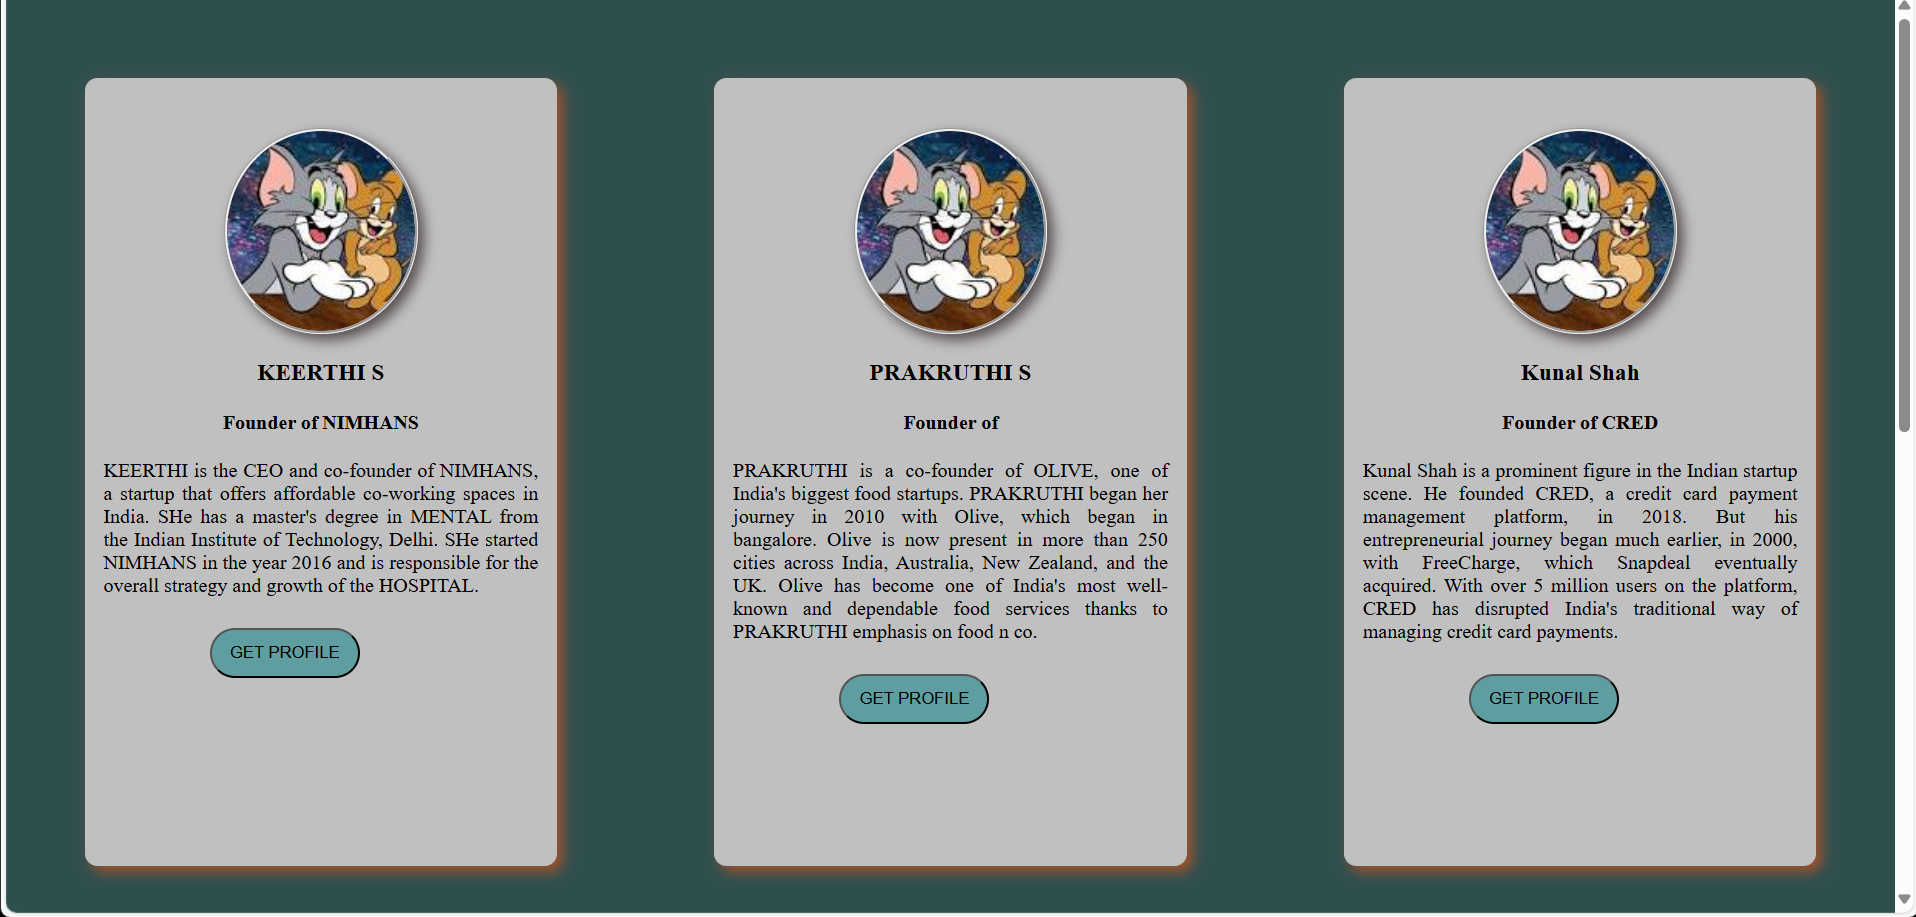 KEERTHI S
Founder of NIMHANS
KEERTHI is the CEO and co-founder of NIMHANS,
a startup that offers affordable co-working spaces in
India. SHe has a master's degree in MENTAL from
the Indian Institute of Technology, Delhi. SHe started
NIMHANS in the year 2016 and is responsible for the
overall strategy and growth of the HOSPITAL.
GET PROFILE
PRAKRUTHI S
Founder of
PRAKRUTHI is a co-founder of OLIVE, one of
India's biggest food startups. PRAKRUTHI began her
journey in 2010 with Olive, which began in
bangalore. Olive is now present in more than 250
cities across India, Australia, New Zealand, and the
UK. Olive has become one of India's most well-
known and dependable food services thanks to
PRAKRUTHI emphasis on food n co.
GET PROFILE
Kunal Shah
Founder of CRED
Kunal Shah is a prominent figure in the Indian startup
scene. He founded CRED, a credit card payment
management platform, in 2018. But his
entrepreneurial journey began much earlier, in 2000,
with FreeCharge, which Snapdeal eventually
acquired. With over 5 million users on the platform,
CRED has disrupted India's traditional way of
managing credit card payments.
GET PROFILE